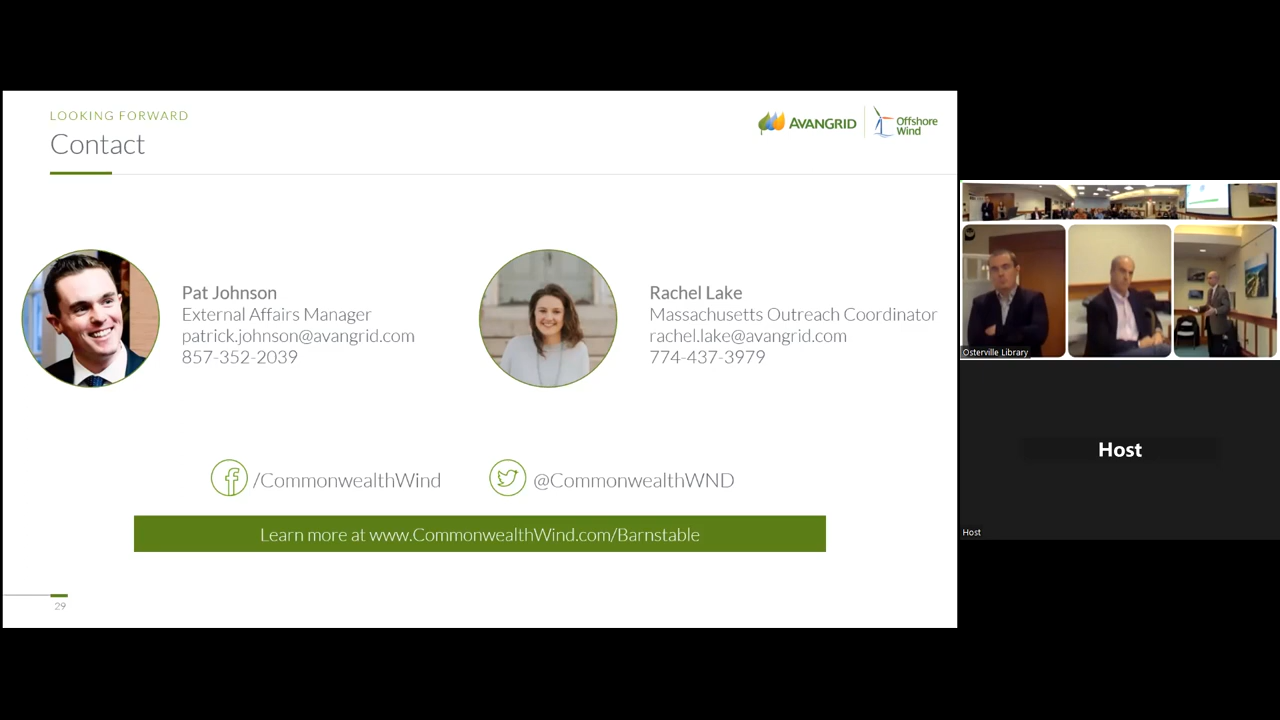 LOOKING FORWARD
Contact
AVANGRID
Offshore
Wind
Pat Johnson
External Affairs Manager
patrick.johnson@avangrid.com
857-352-2039
Rachel Lake
Massachusetts Outreach Coordinator
rachel.lake@avangrid.com
774-437-3979
/CommonwealthWind
@CommonwealthWND
Learn more at www.CommonwealthWind.com/Barnstable
29
Osterville Library
Host
Host